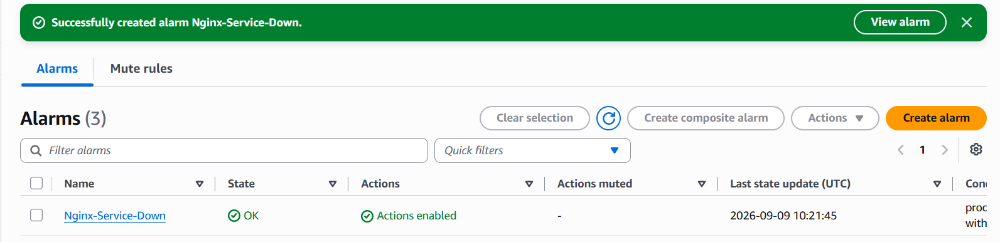 Successfully created alarm Nginx-Service-Down.
View alarm
Alarms
Mute rules
Alarms (3)
Clear selection
Create composite alarm
Actions
Create alarm
Filter alarms
Quick filters
1
Name
State
Actions
Actions muted
Last state update (UTC)
Conc
Nginx-Service-Down
OK
Actions enabled
-
2026-09-09 10:21:45
proc
with